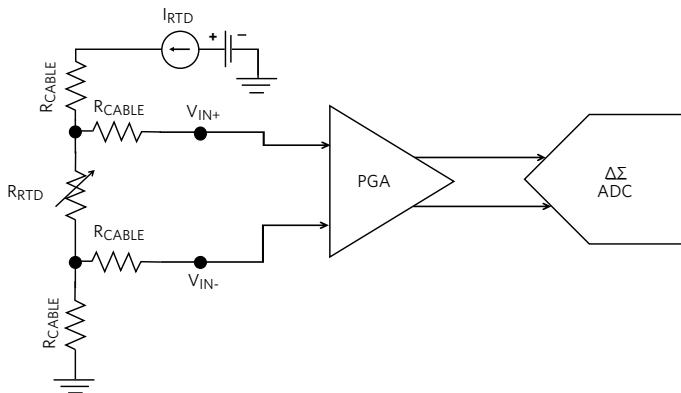 IRTD
+ −
RCABLE
RCABLE
VIN+
RRTD
PGA
ΔΣ
ADC
RCABLE
VIN-
RCABLE